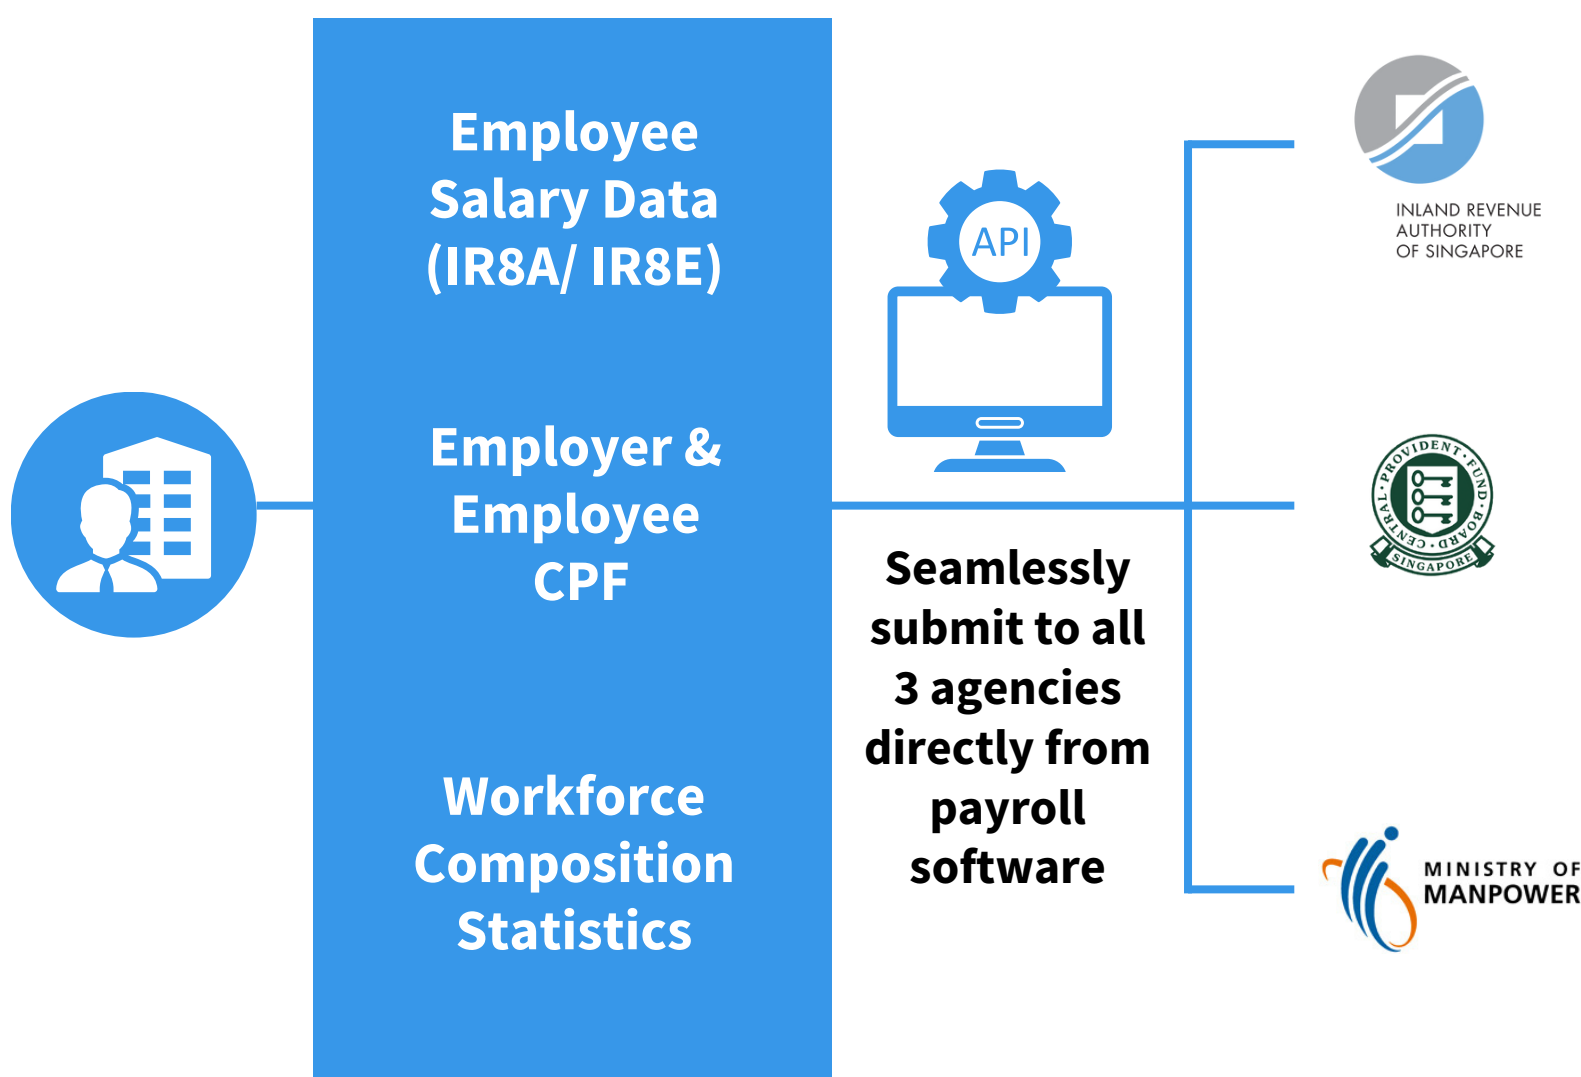 Employee
Salary Data
(IR8A/ IR8E)
Employer &
Employee
CPF
Workforce
Composition
Statistics
API
Seamlessly
submit to all
3 agencies
directly from
payroll
software
INLAND REVENUE
AUTHORITY
OF SINGAPORE
CENTRAL · PROVIDENT · FUND · BOARD
SINGAPORE
MINISTRY OF
MANPOWER